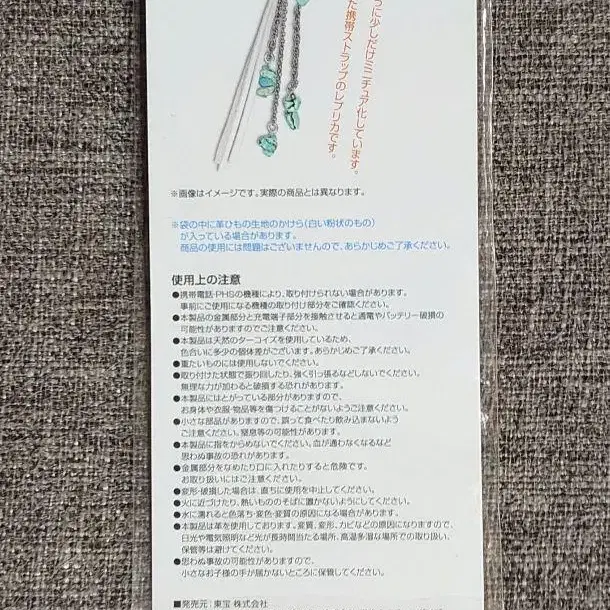 うに少しだけミニチュア化しています。
た携帯ストラップのレプリカです。
※画像はイメージです。実際の商品とは異なります。
※袋の中に革ひもの生地のかけら(白い粉状のもの)
が入っている場合があります。
商品の使用には問題はございませんので、あらかじめご了承ください。
使用上の注意
●携帯電話・PHSの機種により、取り付けられない場合があります。
事前にご使用になる機種の取り付け部分をご確認ください。
●本製品の金属部分と充電端子部分を接触させると通電やバッテリー破損の
可能性がありますのでご注意ください。
●本製品は天然のターコイズを使用しているため、
色合いに多少の個体差がございます。あらかじめご了承ください。
●重たいものには使用しないでください。
●取り付けた状態で振り回したり、強く引っ張るなどしないでください。
無理な力が加わると破損する恐れがあります。
●本製品にはとがっている部分がありますので、
お身体や衣服・物品等を傷つけることがないようご注意ください。
●小さな部品がありますので、誤って食べたり飲み込まないよう
ご注意ください。窒息等の可能性があります。
●本製品に指をからめないでください。血が通わなくなるなど
思わぬ事故の恐れがあります。
●金属部分をなめたり口に入れたりすると危険です。
お取り扱いにはご注意ください。
●変形・破損した場合は、直ちに使用を中止してください。
●火に近づけたり、熱いもののそばに置かないようにしてください。
●水に濡れると色落ち・変色・変質の原因になる場合があります。
●本製品は革を使用しております。変質、変形、カビなどの原因になりますので、
日光や電気照明など光が長時間当たる場所、高温多湿な場所での取り扱い、
保管等は避けてください。
●思わぬ事故の可能性がありますので、
小さなお子様の手が届かないところに保管してください。
■発売元：東宝 株式会社